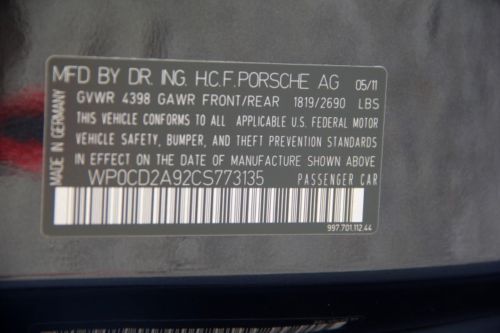 MFD BY DR. ING. H.C.F. PORSCHE AG 05/11
GVWR 4398 GAWR FRONT/REAR 1819/2690 LBS
THIS VEHICLE CONFORMS TO ALL APPLICABLE U.S. FEDERAL MOTOR
VEHICLE SAFETY, BUMPER, AND THEFT PREVENTION STANDARDS
IN EFFECT ON THE DATE OF MANUFACTURE SHOWN ABOVE
WP0CD2A92CS773135 PASSENGER CAR
997.701.112.44
MADE IN GERMANY